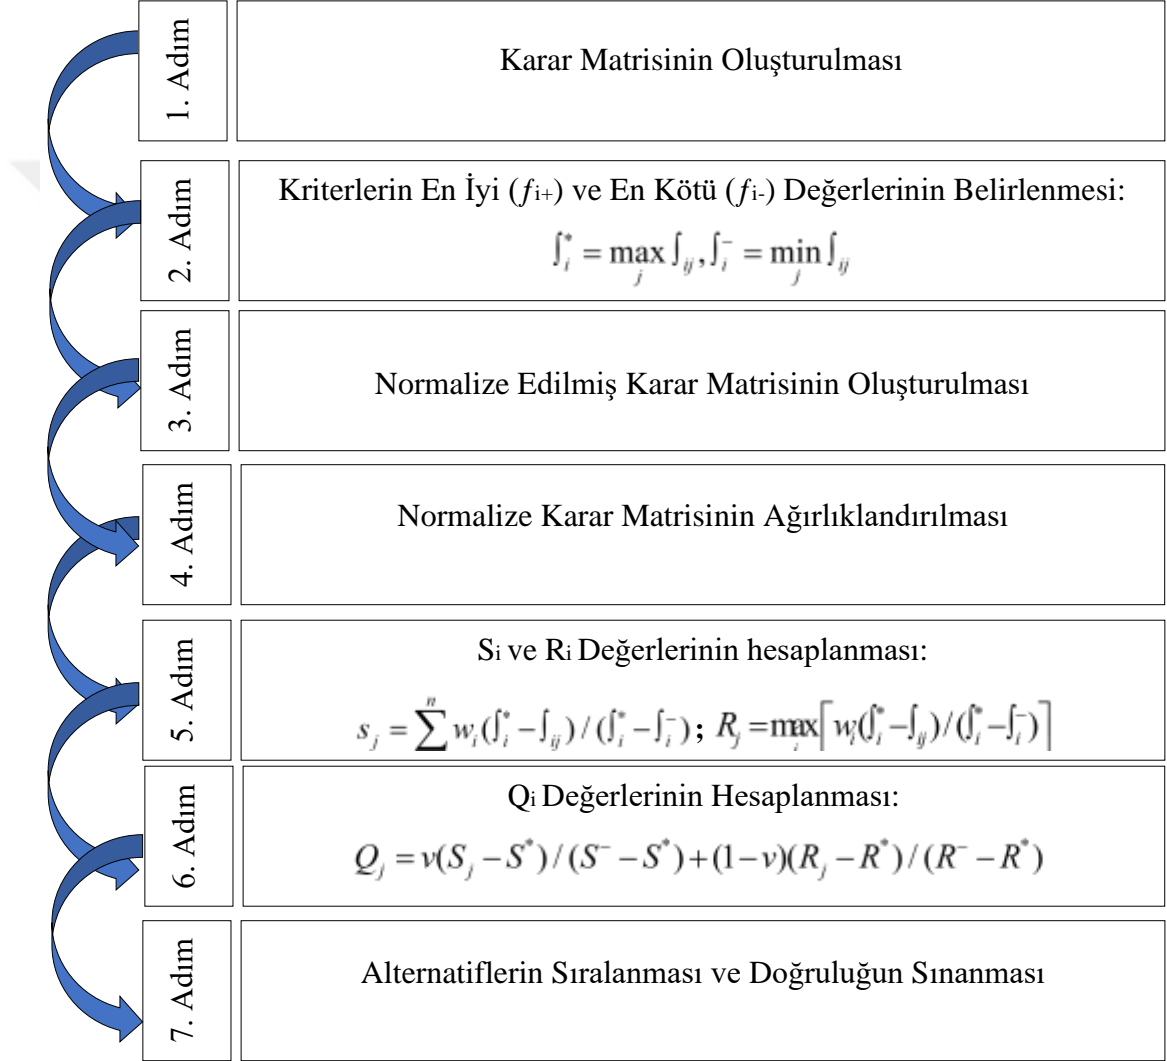 1. Adım
Karar Matrisinin Oluşturulması
2. Adım
Kriterlerin En İyi (ƒi+) ve En Kötü (ƒi-) Değerlerinin Belirlenmesi:
∫i* = max j ∫ij, ∫i- = min j ∫ij
3. Adım
Normalize Edilmiş Karar Matrisinin Oluşturulması
4. Adım
Normalize Karar Matrisinin Ağırlıklandırılması
5. Adım
Si ve Ri Değerlerinin hesaplanması:
sj = ∑ n wi(∫i* − ∫ij) / (∫i* − ∫i-) ; Rj = max i [wi(∫i* − ∫ij) / (∫i* − ∫i-)]
6. Adım
Qi Değerlerinin Hesaplanması:
Qj = v(Sj − S*) / (S- − S*) + (1 − v)(Rj − R*) / (R- − R*)
7. Adım
Alternatiflerin Sıralanması ve Doğruluğun Sınanması